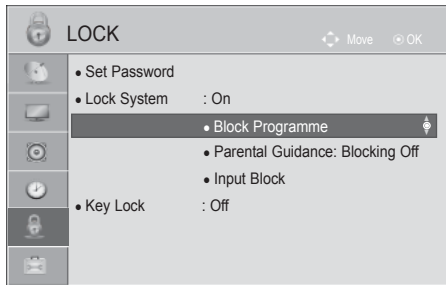 LOCK
Move
OK
● Set Password
● Lock System : On
● Block Programme
● Parental Guidance: Blocking Off
● Input Block
● Key Lock : Off